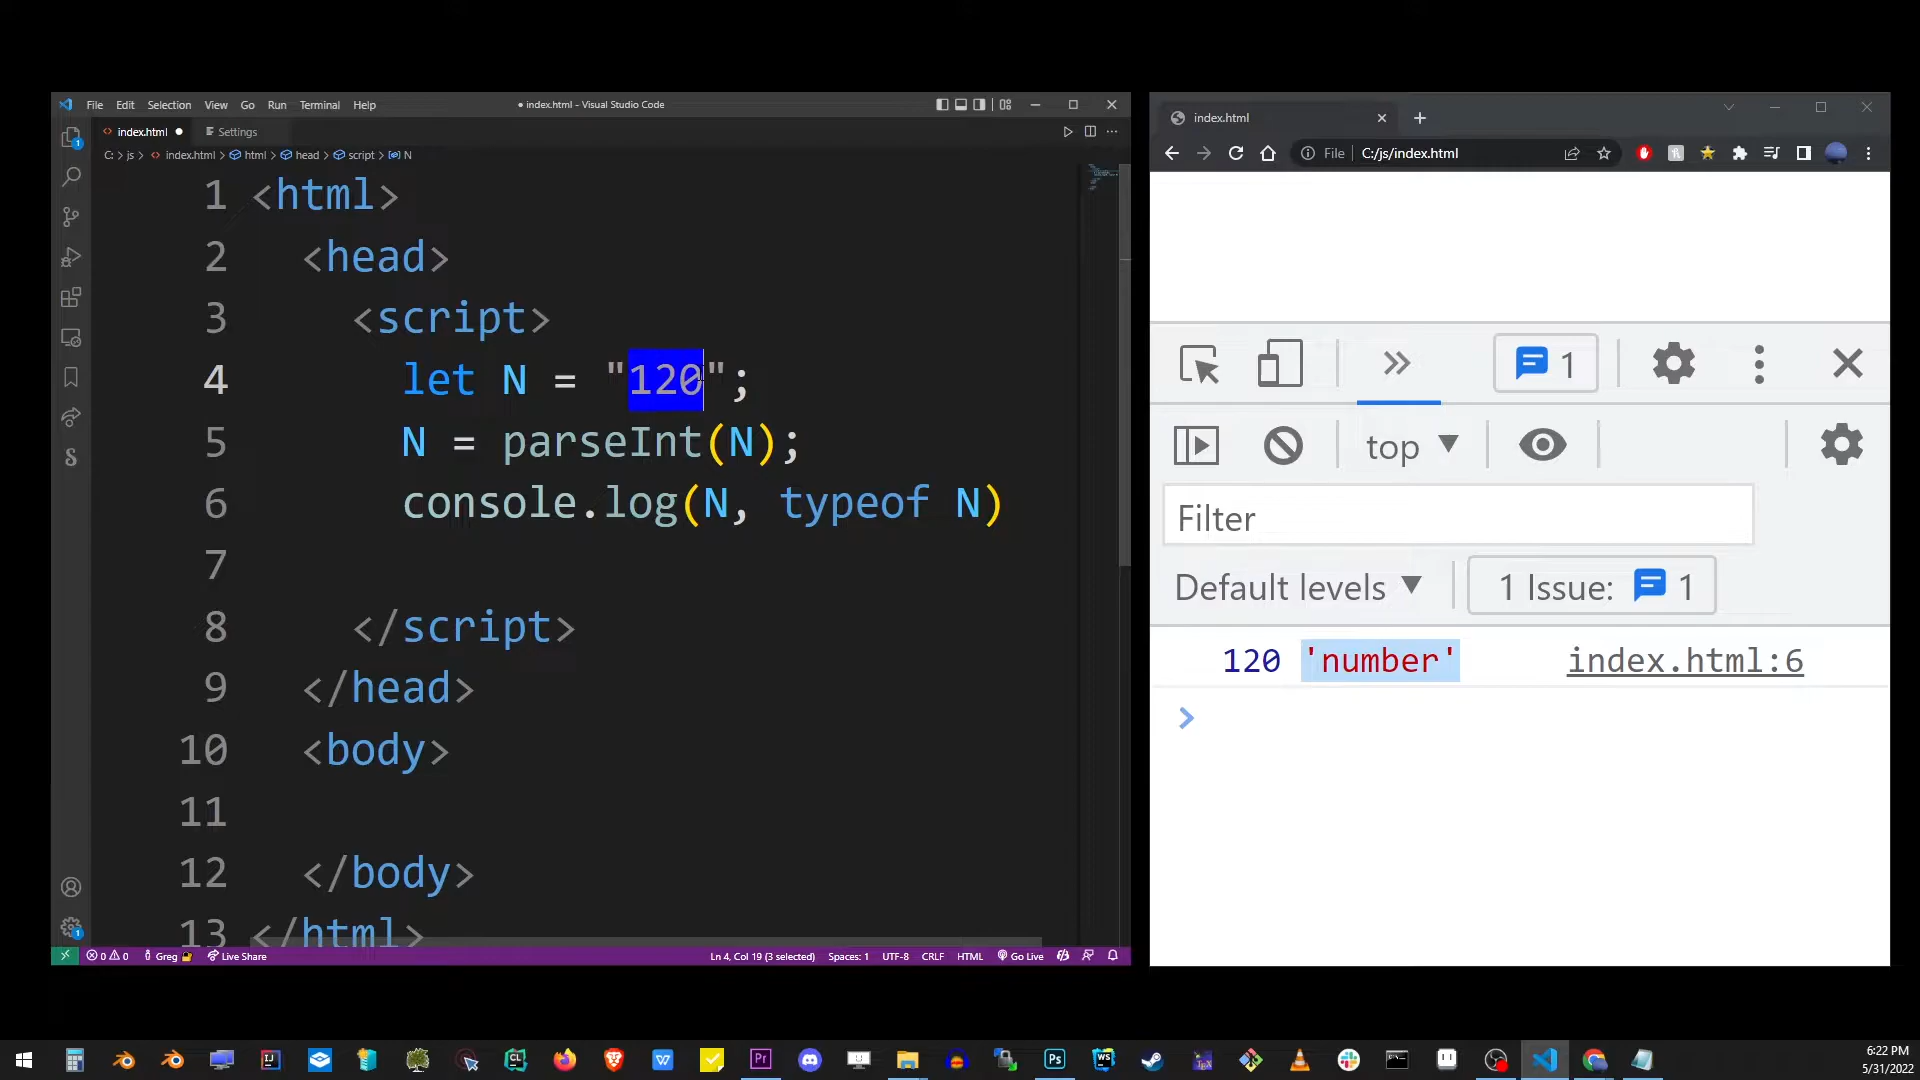 File Edit Selection View Go Run Terminal Help
● index.html - Visual Studio Code
index.html ●
Settings
C: > js > index.html > html > head > script > N
1 <html>
2 <head>
3 <script>
4 let N = "120";
5 N = parseInt(N);
6 console.log(N, typeof N)
7
8 </script>
9 </head>
10 <body>
11
12 </body>
13 </html>
0 0 Greg Live Share Ln 4, Col 19 (3 selected) Spaces: 1 UTF-8 CRLF HTML Go Live
index.html
File C:/js/index.html
1
top
Filter
Default levels
1 Issue: 1
120 'number' index.html:6
6:22 PM
5/31/2022